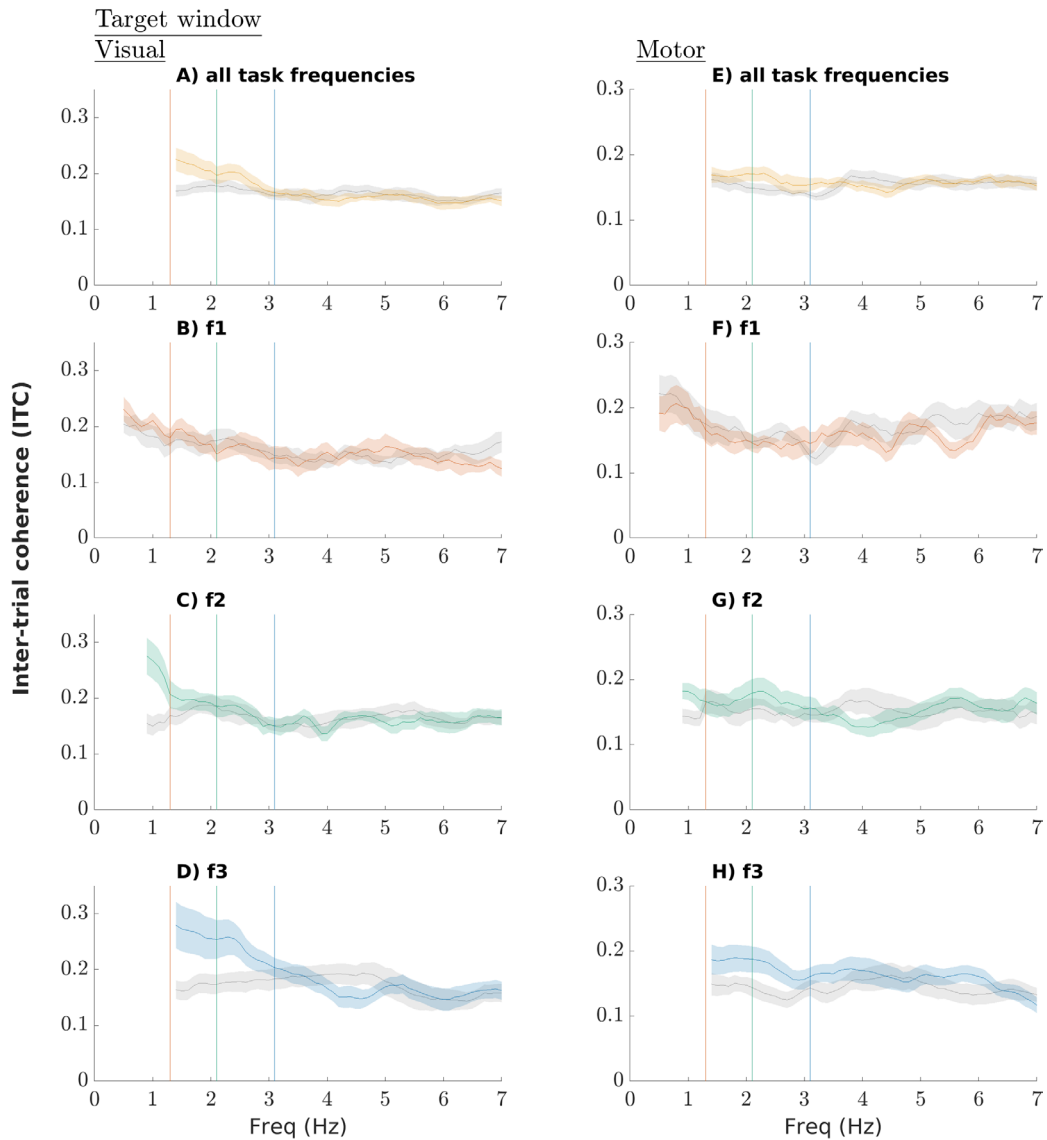 Target window
Visual
Motor
A) all task frequencies
E) all task frequencies
0.3
0.2
0.1
0
0 1 2 3 4 5 6 7
0.3
0.2
0.1
0
0 1 2 3 4 5 6 7
B) f1
F) f1
0.3
0.2
0.1
0
0 1 2 3 4 5 6 7
0.3
0.2
0.1
0
0 1 2 3 4 5 6 7
Inter-trial coherence (ITC)
C) f2
G) f2
0.3
0.2
0.1
0
0 1 2 3 4 5 6 7
0.3
0.2
0.1
0
0 1 2 3 4 5 6 7
D) f3
H) f3
0.3
0.2
0.1
0
0 1 2 3 4 5 6 7
Freq (Hz)
0.3
0.2
0.1
0
0 1 2 3 4 5 6 7
Freq (Hz)